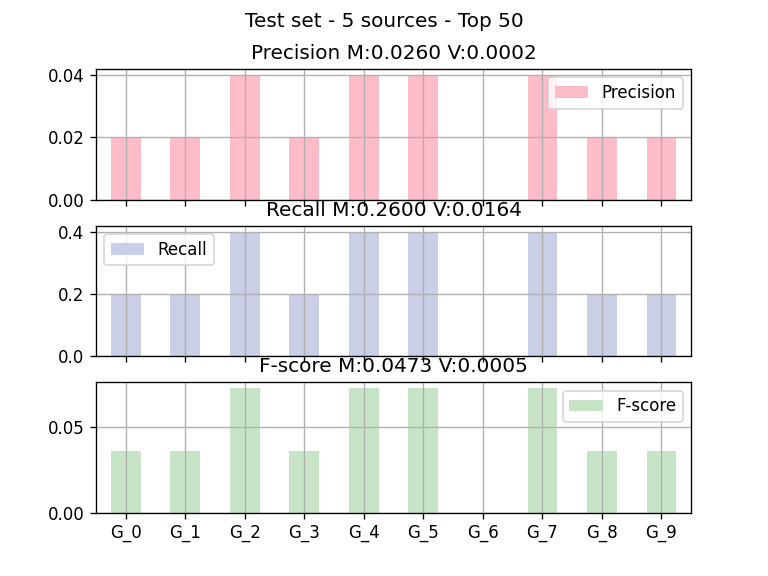 Test set - 5 sources - Top 50
Precision M:0.0260 V:0.0002
0.04
0.02
0.00
Precision
Recall M:0.2600 V:0.0164
0.4
0.2
0.0
Recall
F-score M:0.0473 V:0.0005
0.05
0.00
F-score
G_0 G_1 G_2 G_3 G_4 G_5 G_6 G_7 G_8 G_9